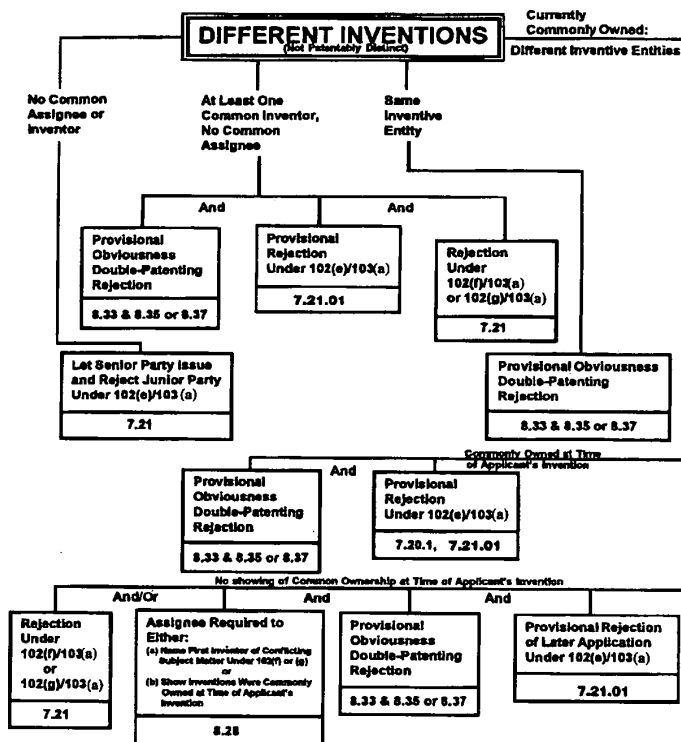 DIFFERENT INVENTIONS
(Not Patentably Distinct)
Currently
Commonly Owned:
Different Inventive Entities
No Common
Assignee or
Inventor
At Least One
Common Inventor,
No Common
Assignee
Same
Inventive
Entity
And
And
Provisional
Obviousness
Double-Patenting
Rejection
8.33 & 8.35 or 8.37
Provisional
Rejection
Under 102(e)/103(a)
7.21.01
Rejection
Under
102(f)/103(a)
or 102(g)/103(a)
7.21
Let Senior Party Issue
and Reject Junior Party
Under 102(e)/103(a)
7.21
Provisional Obviousness
Double-Patenting
Rejection
8.33 & 8.35 or 8.37
Commonly Owned at Time
of Applicant's Invention
And
Provisional
Obviousness
Double-Patenting
Rejection
8.33 & 8.35 or 8.37
Provisional
Rejection
Under 102(e)/103(a)
7.20.1, 7.21.01
No showing of Common Ownership at Time of Applicant's Invention
And/Or
And
And
Rejection
Under
102(f)/103(a)
or
102(g)/103(a)
7.21
Assignee Required to
Either:
(a) Name First Inventor of Conflicting
Subject Matter Under 102(f) or (g)
or
(b) Show Inventions Were Commonly
Owned at Time of Applicant's
Invention
8.28
Provisional
Obviousness
Double-Patenting
Rejection
8.33 & 8.35 or 8.37
Provisional Rejection
of Later Application
Under 102(e)/103(a)
7.21.01